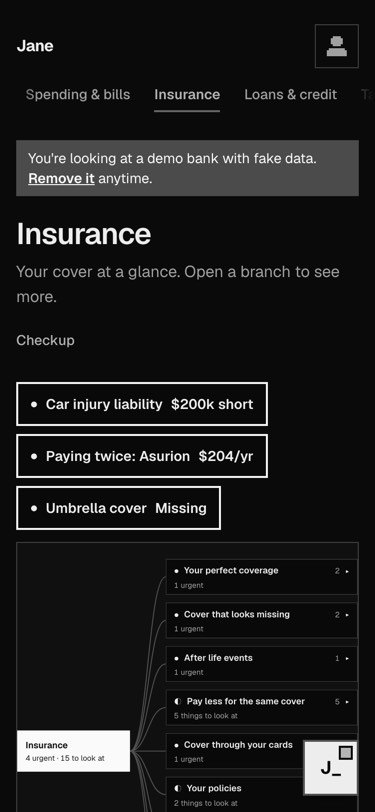 Jane
Spending & bills Insurance Loans & credit
You're looking at a demo bank with fake data.
Remove it anytime.
Insurance
Your cover at a glance. Open a branch to see
more.
Checkup
Car injury liability $200k short
Paying twice: Asurion $204/yr
Umbrella cover Missing
Your perfect coverage 2
1 urgent
Cover that looks missing 2
1 urgent
After life events 1
1 urgent
Pay less for the same cover 5
5 things to look at
Insurance
4 urgent · 15 to look at
Cover through your cards
1 urgent
J_
Your policies
2 things to look at